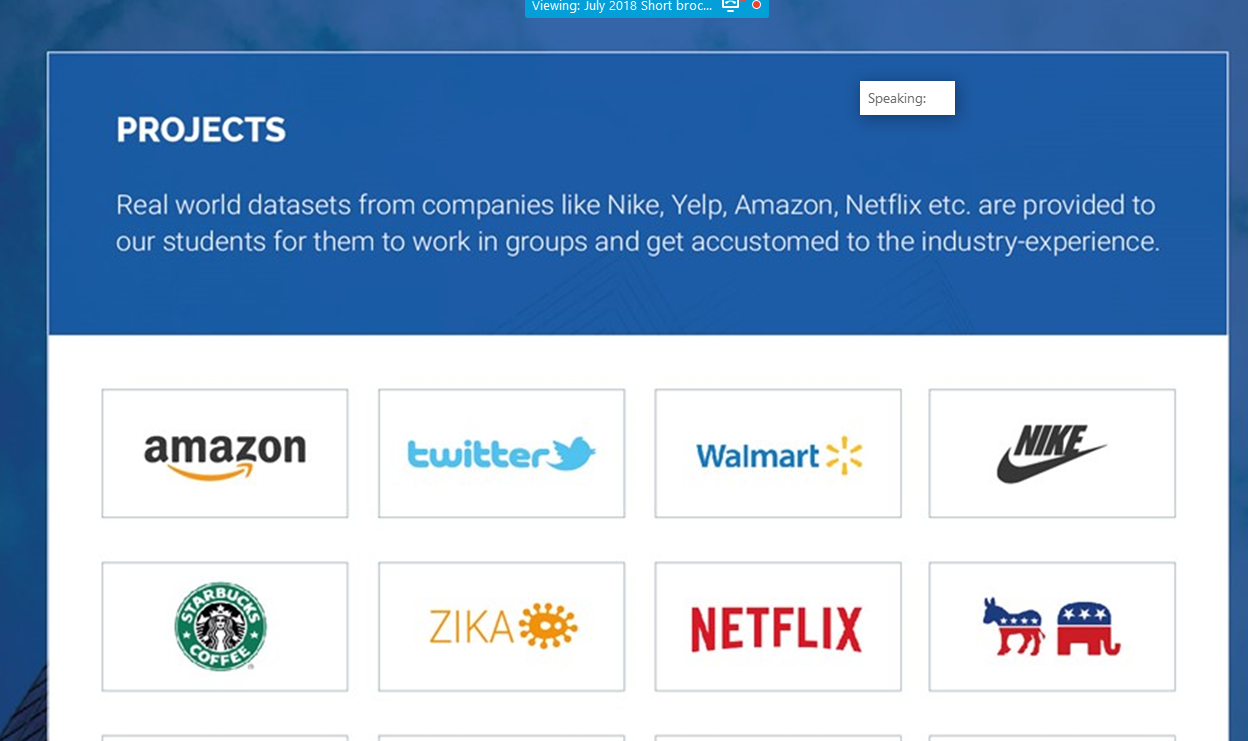 Viewing: July 2018 Short broc...
Speaking:
PROJECTS
Real world datasets from companies like Nike, Yelp, Amazon, Netflix etc. are provided to
our students for them to work in groups and get accustomed to the industry-experience.
amazon
twitter
Walmart
NIKE
STARBUCKS
COFFEE
®
ZIKA
NETFLIX